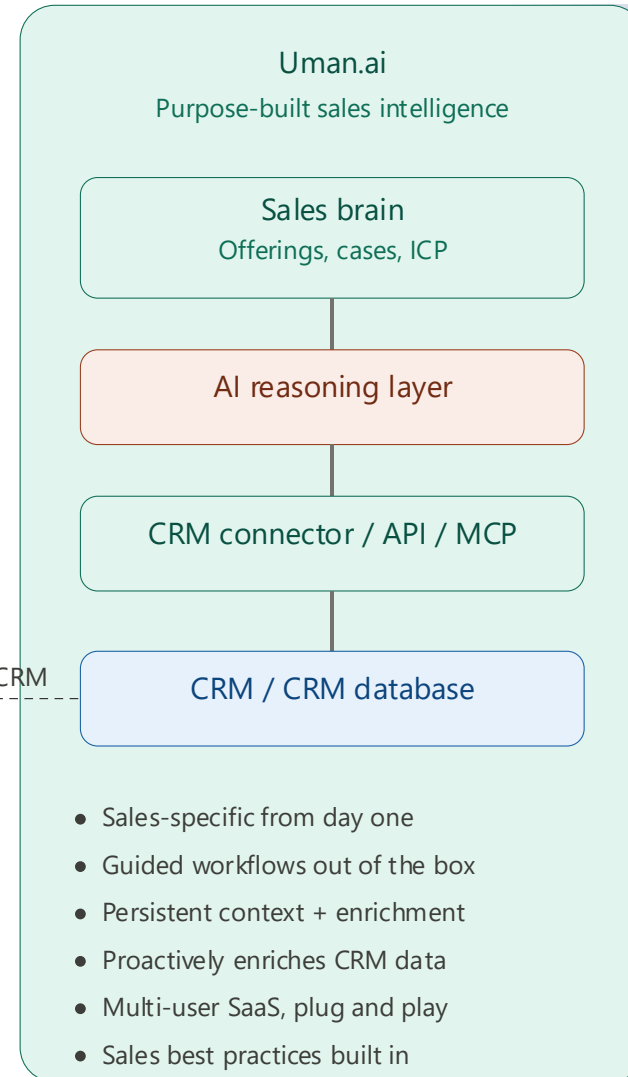 Uman.ai
Purpose-built sales intelligence
Sales brain
Offerings, cases, ICP
AI reasoning layer
CRM connector / API / MCP
CRM
CRM / CRM database
● Sales-specific from day one
● Guided workflows out of the box
● Persistent context + enrichment
● Proactively enriches CRM data
● Multi-user SaaS, plug and play
● Sales best practices built in